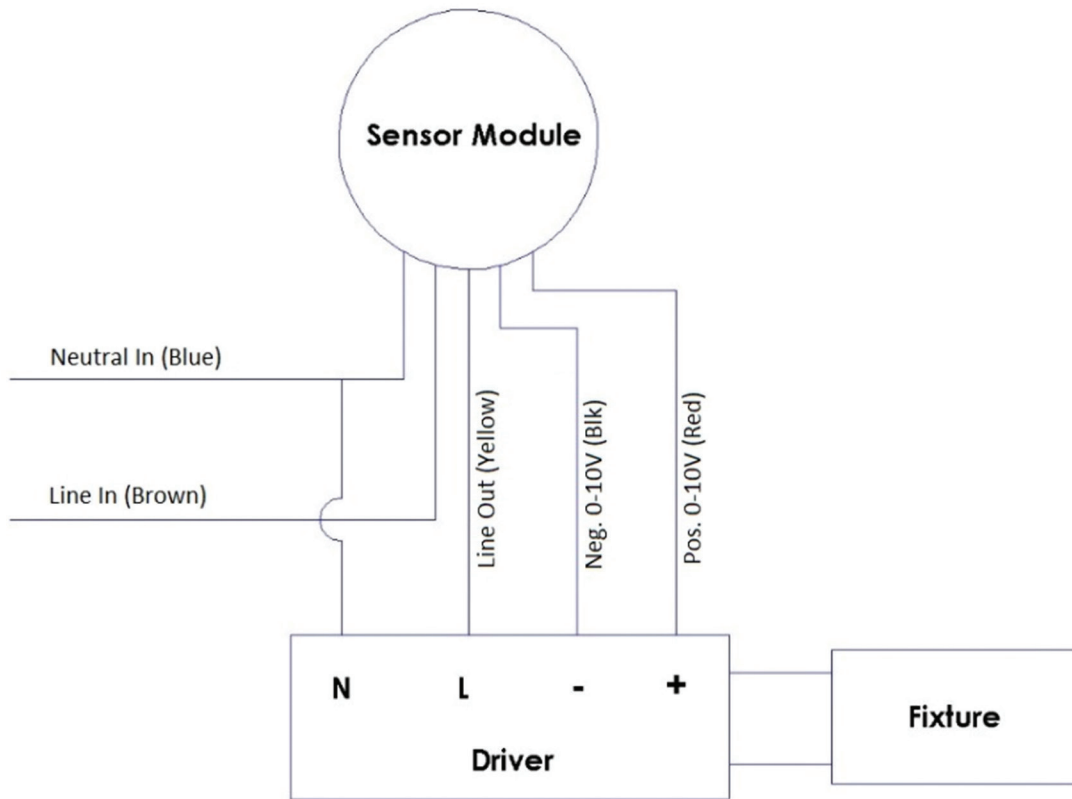 Sensor Module
Neutral In (Blue)
Line In (Brown)
Line Out (Yellow)
Neg. 0-10V (Blk)
Pos. 0-10V (Red)
N L - +
Driver
Fixture